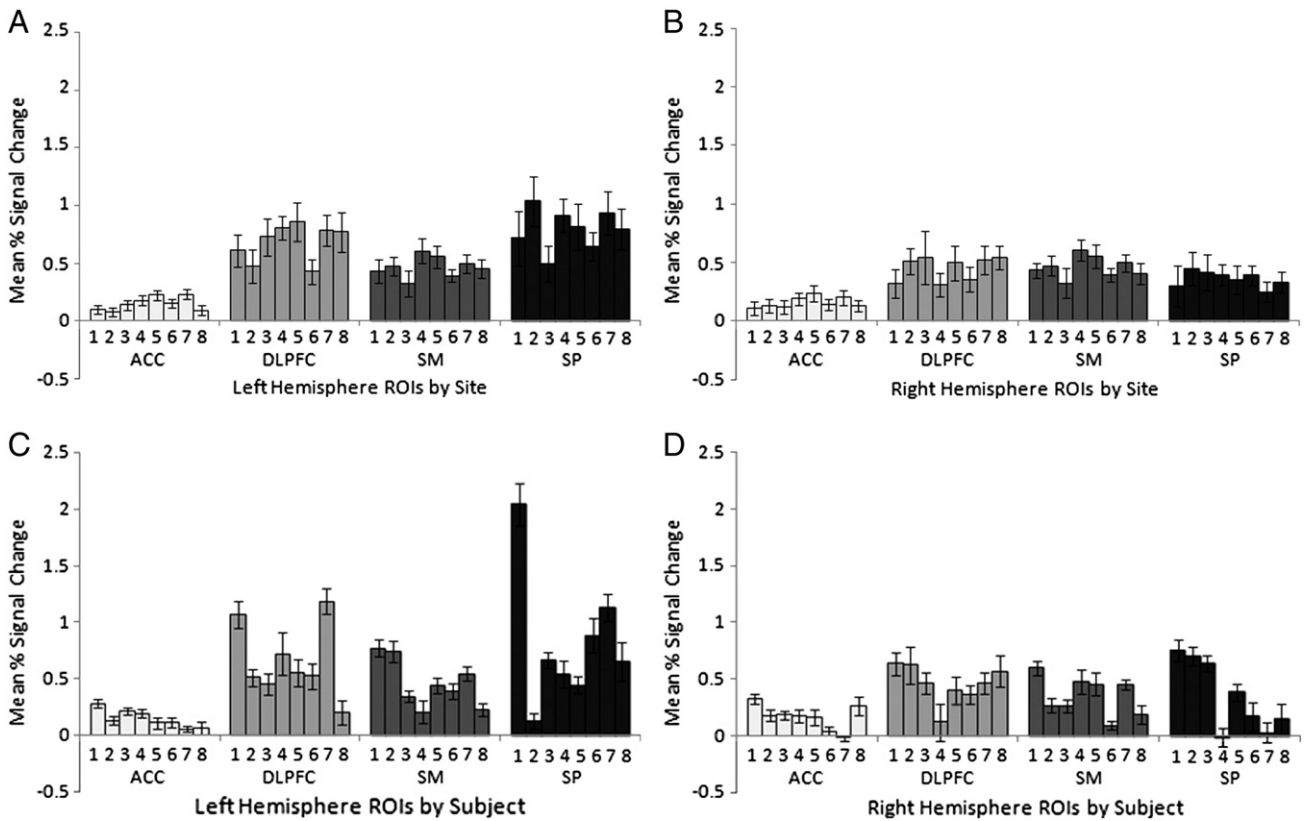 A
Mean % Signal Change
2.5
2
1.5
1
0.5
0
-0.5
1 2 3 4 5 6 7 8 1 2 3 4 5 6 7 8 1 2 3 4 5 6 7 8 1 2 3 4 5 6 7 8
ACC DLPFC SM SP
Left Hemisphere ROIs by Site
B
Mean % Signal Change
2.5
2
1.5
1
0.5
0
-0.5
1 2 3 4 5 6 7 8 1 2 3 4 5 6 7 8 1 2 3 4 5 6 7 8 1 2 3 4 5 6 7 8
ACC DLPFC SM SP
Right Hemisphere ROIs by Site
C
Mean % Signal Change
2.5
2
1.5
1
0.5
0
-0.5
1 2 3 4 5 6 7 8 1 2 3 4 5 6 7 8 1 2 3 4 5 6 7 8 1 2 3 4 5 6 7 8
ACC DLPFC SM SP
Left Hemisphere ROIs by Subject
D
Mean % Signal Change
2.5
2
1.5
1
0.5
0
-0.5
1 2 3 4 5 6 7 8 1 2 3 4 5 6 7 8 1 2 3 4 5 6 7 8 1 2 3 4 5 6 7 8
ACC DLPFC SM SP
Right Hemisphere ROIs by Subject